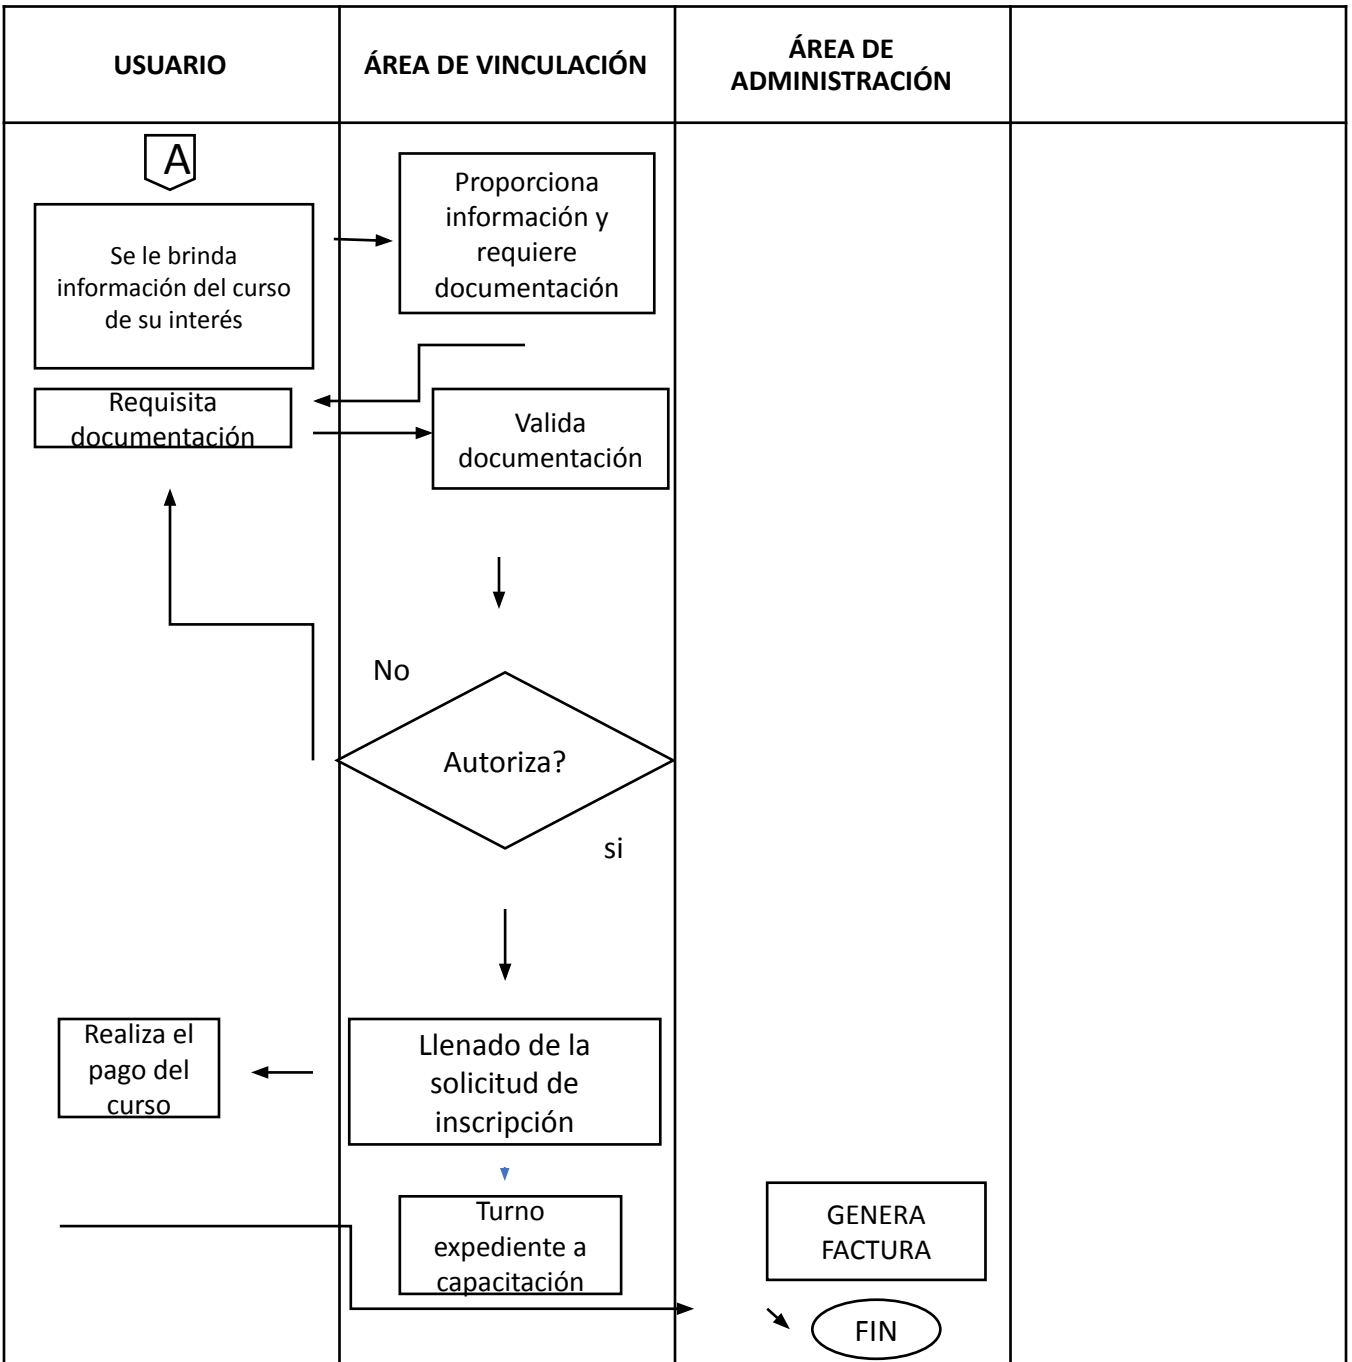 USUARIO
ÁREA DE VINCULACIÓN
ÁREA DE
ADMINISTRACIÓN
A
Se le brinda
información del curso
de su interés
Proporciona
información y
requiere
documentación
Requisita
documentación
Valida
documentación
No
Autoriza?
si
Realiza el
pago del
curso
Llenado de la
solicitud de
inscripción
Turno
expediente a
capacitación
GENERA
FACTURA
FIN